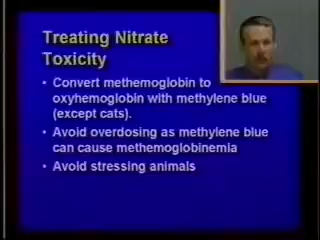 Treating Nitrate
Toxicity
• Convert methemoglobin to
oxyhemoglobin with methylene blue
(except cats).
• Avoid overdosing as methylene blue
can cause methemoglobinemia
• Avoid stressing animals